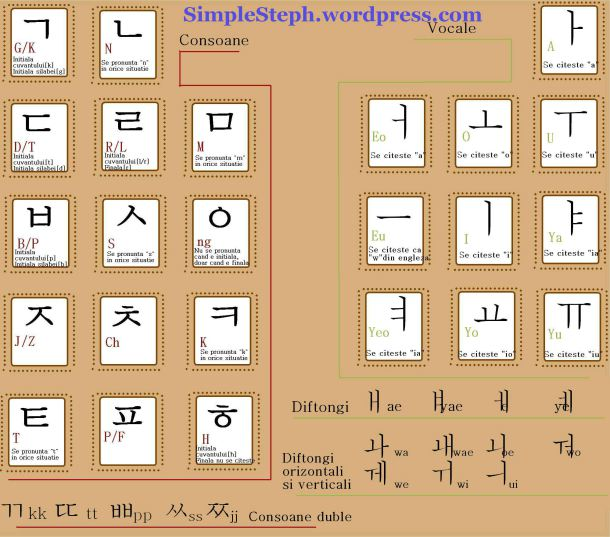 SimpleSteph.wordpress.com
Consoane
Vocale
ㄱ
G/K
Initiala
cuvantului[k]
Initiala silabei[g]
ㄴ
N
Se pronunta "n"
in orice situatie
ㅏ
A
Se citeste "a"
ㄷ
D/T
Initiala
cuvantului[t]
Initiala silabei[d]
ㄹ
R/L
Initiala
cuvantului[l/r]
Finala[r]
ㅁ
M
Se pronunta "m"
in orice situatie
ㅓ
Eo
Se citeste "a"
ㅗ
O
Se citeste "o"
ㅜ
U
Se citeste "u"
ㅂ
B/P
Initiala
cuvantului[p]
Initiala silabei[b]
ㅅ
S
Se pronunta "s"
in orice situatie
ㅇ
ng
Nu se pronunta
cand e initiala,
doar cand e finala
ㅡ
Eu
Se citeste ca
"w"din engleza
ㅣ
I
Se citeste "i"
ㅑ
Ya
Se citeste "ia"
ㅈ
J/Z
ㅊ
Ch
ㅋ
K
Se pronunta "k"
in orice situatie
ㅕ
Yeo
Se citeste "ia"
ㅛ
Yo
Se citeste "io"
ㅠ
Yu
Se citeste "iu
ㅌ
T
Se pronunta "t"
in orice situatie
ㅍ
P/F
ㅎ
H
Initiala
cuvantului[h]
Finala nu se citeste
Diftongi ㅐ ae ㅒ yae ㅔ e ㅖ ye
Diftongi
orizontali
si verticali
ㅘ wa ㅙ wae ㅚ oe ㅝ wo
ㅞ we ㅟ wi ㅢ ui
ㄲ kk ㄸ tt ㅃ pp ㅆ ss ㅉ jj Consoane duble